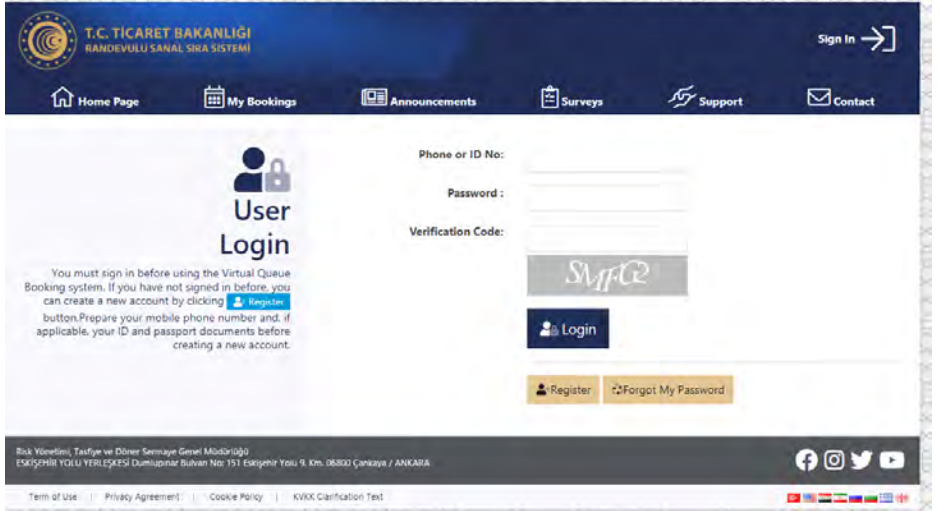 T.C. TİCARET BAKANLIĞI
RANDEVULU SANAL SIRA SİSTEMİ
Sign In
Home Page
My Bookings
Announcements
Surveys
Support
Contact
User
Login
You must sign in before using the Virtual Queue
Booking system. If you have not signed in before, you
can create a new account by clicking Register
button.Prepare your mobile phone number and, if
applicable, your ID and passport documents before
creating a new account.
Phone or ID No:
Password :
Verification Code:
SMFG2
Login
Register
Forgot My Password
Risk Yönetimi, Tasfiye ve Döner Sermaye Genel Müdürlüğü
ESKİŞEHİR YOLU YERLEŞKESİ Dumlupınar Bulvarı No: 151 Eskişehir Yolu 9. Km. 06800 Çankaya / ANKARA
Term of Use | Privacy Agreement | Cookie Policy | KVKK Clarification Text